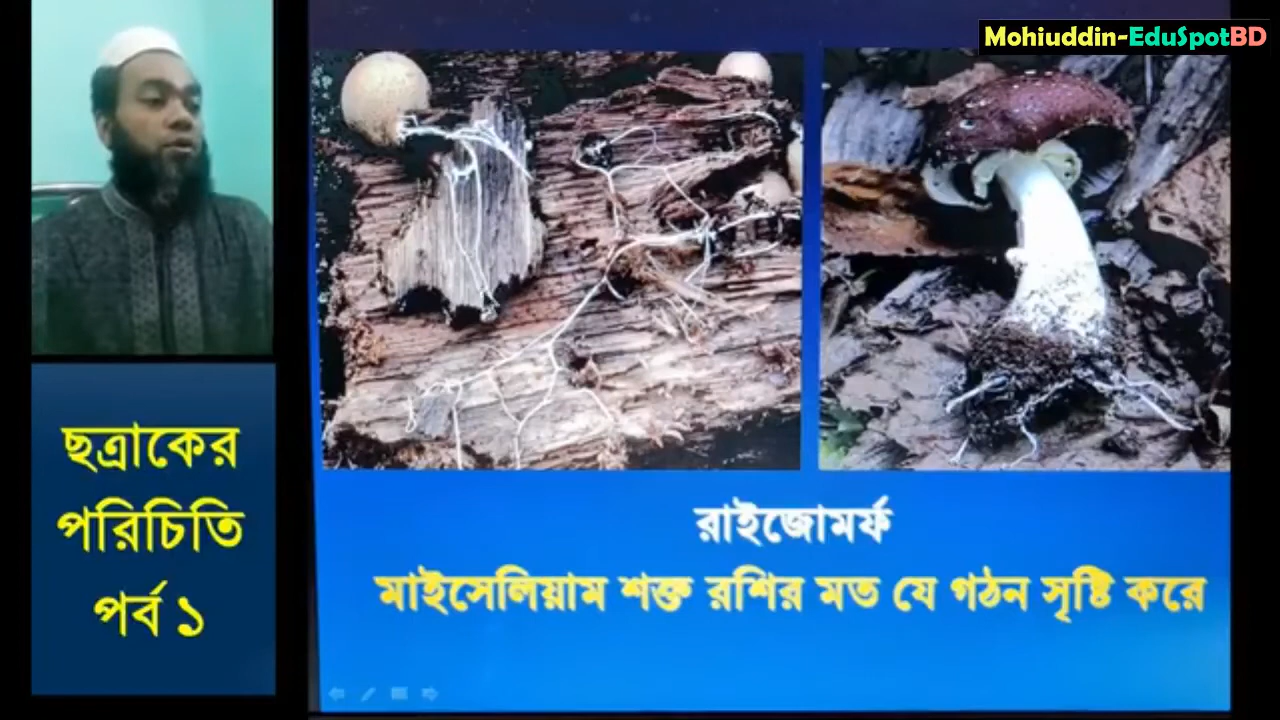 Mohiuddin-EduSpotBD
ছত্রাকের
পরিচিতি
পর্ব ১
রাইজোমর্ফ
মাইসেলিয়াম শক্ত রশির মত যে গঠন সৃষ্টি করে